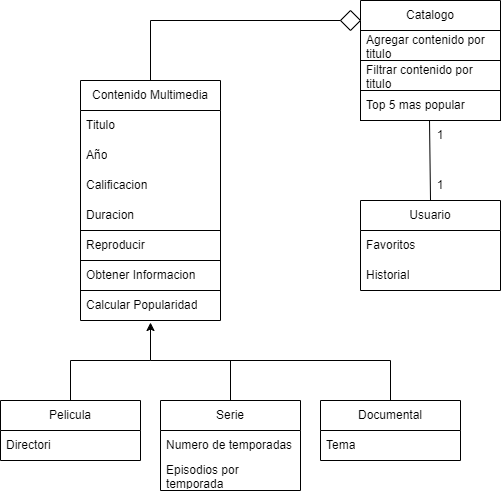 Catalogo
Agregar contenido por
titulo
Filtrar contenido por
titulo
Top 5 mas popular
Contenido Multimedia
Titulo
Año
Calificacion
Duracion
Reproducir
Obtener Informacion
Calcular Popularidad
1
1
Usuario
Favoritos
Historial
Pelicula
Directori
Serie
Numero de temporadas
Episodios por
temporada
Documental
Tema